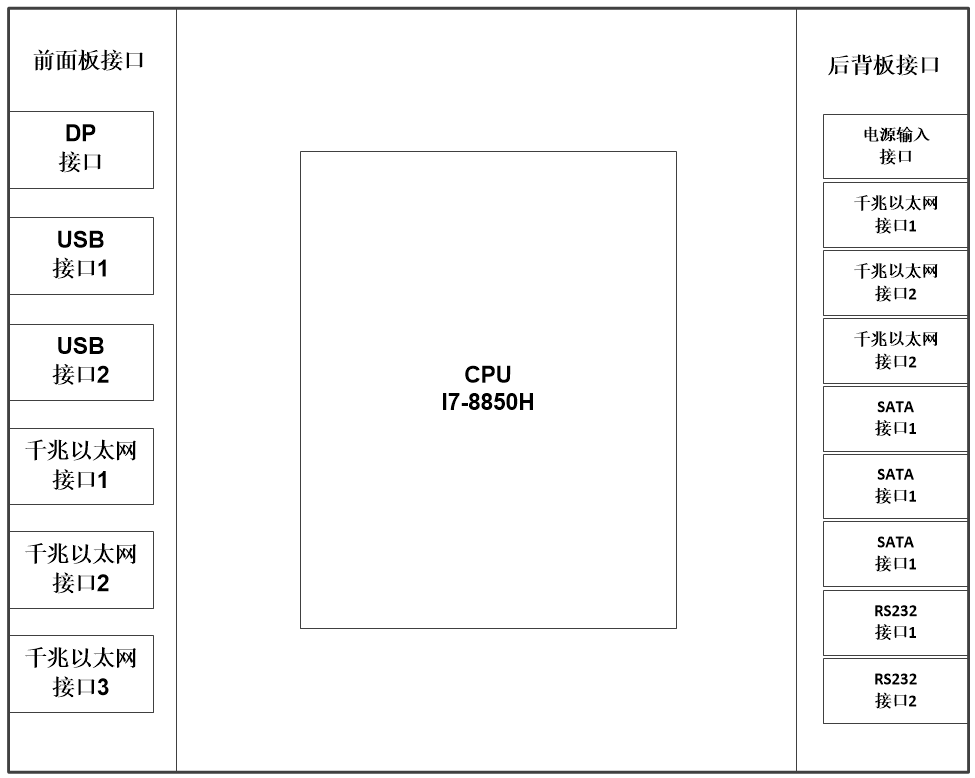 前面板接口
DP
接口
USB
接口1
USB
接口2
千兆以太网
接口1
千兆以太网
接口2
千兆以太网
接口3
CPU
I7-8850H
后背板接口
电源输入
接口
千兆以太网
接口1
千兆以太网
接口2
千兆以太网
接口2
SATA
接口1
SATA
接口1
SATA
接口1
RS232
接口1
RS232
接口2